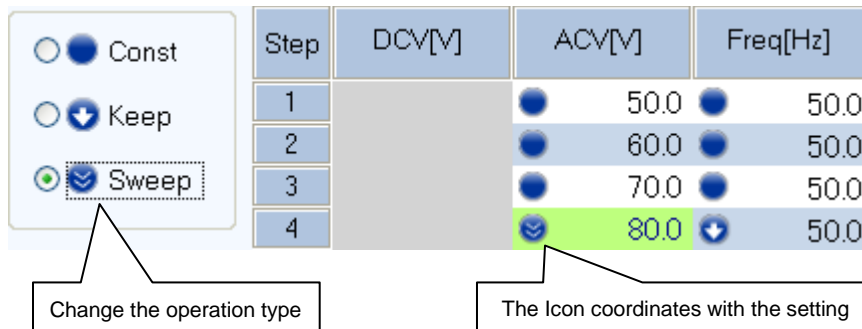 Const
Keep
Sweep
Step DCV[V] ACV[V] Freq[Hz]
1 50.0 50.0
2 60.0 50.0
3 70.0 50.0
4 80.0 50.0
Change the operation type
The Icon coordinates with the setting